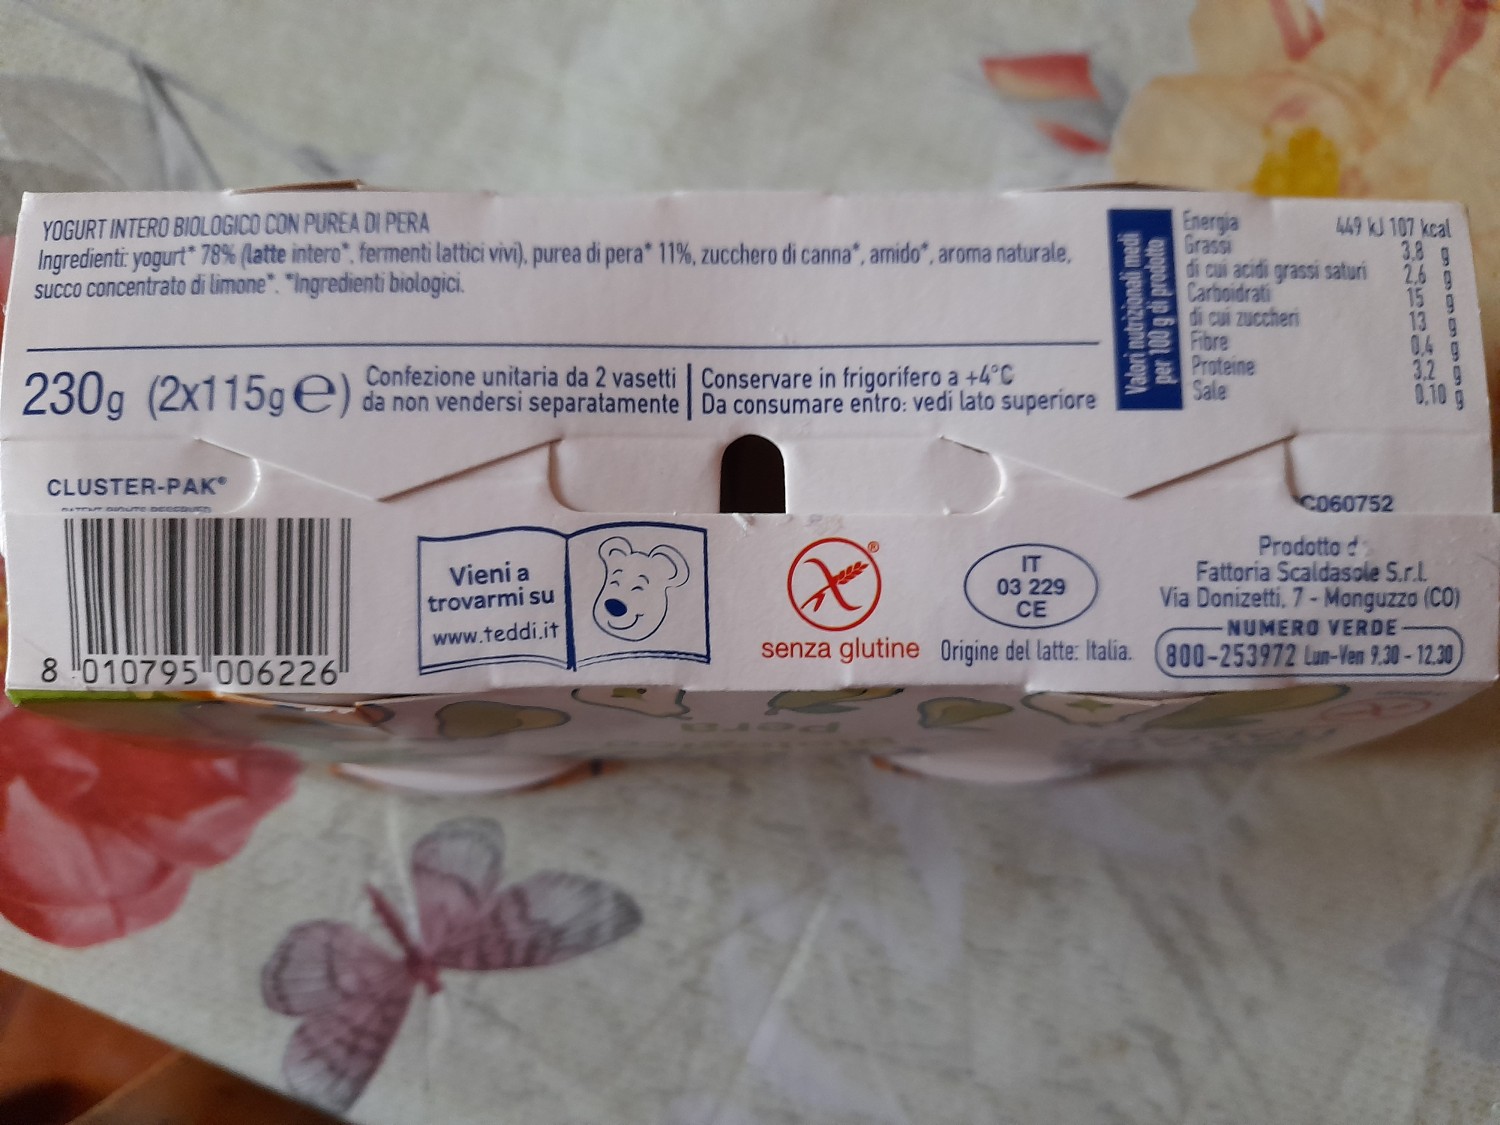 YOGURT INTERO BIOLOGICO CON PUREA DI PERA
Ingredienti: yogurt* 78% (latte intero*, fermenti lattici vivi), purea di pera* 11%, zucchero di canna*, amido*, aroma naturale,
succo concentrato di limone*. *Ingredienti biologici.
230g (2x115g℮)
Confezione unitaria da 2 vasetti
da non vendersi separatamente
Conservare in frigorifero a +4°C
Da consumare entro: vedi lato superiore
Valori nutrizionali medi
per 100 g di prodotto
Energia 449 kJ 107 kcal
Grassi 3,8 g
di cui acidi grassi saturi 2,6 g
Carboidrati 15 g
di cui zuccheri 13 g
Fibre 0,4 g
Proteine 3,2 g
Sale 0,10 g
CLUSTER-PAK®
C060752
8 010795 006226
Vieni a
trovarmi su
www.teddi.it
®
senza glutine
IT
03 229
CE
Origine del latte: Italia.
Prodotto d
Fattoria Scaldasole S.r.l.
Via Donizetti, 7 - Monguzzo (CO)
NUMERO VERDE
800-253972 Lun-Ven 9.30 - 12.30
pera